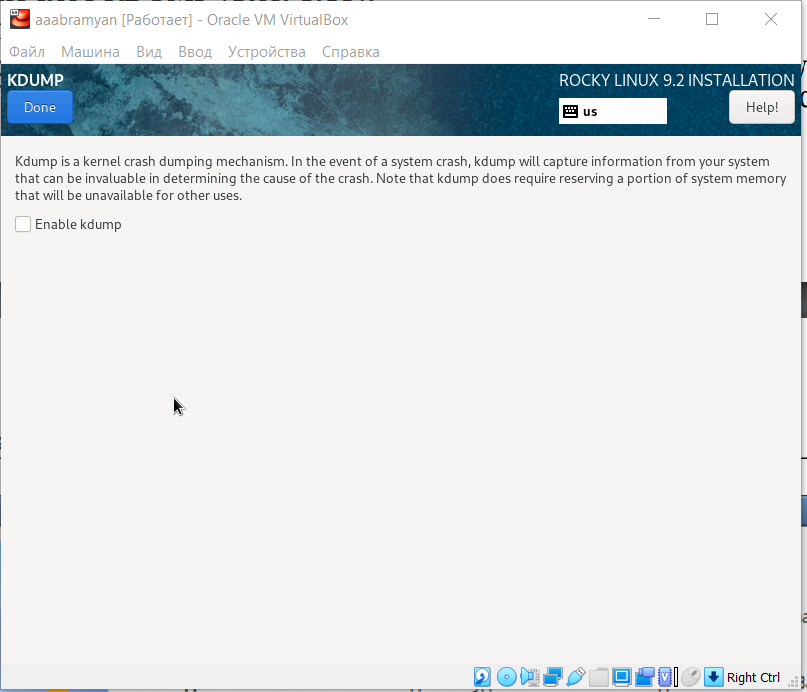 aaabramyan [Работает] - Oracle VM VirtualBox
Файл Машина Вид Ввод Устройства Справка
KDUMP
ROCKY LINUX 9.2 INSTALLATION
Done
us
Help!
Kdump is a kernel crash dumping mechanism. In the event of a system crash, kdump will capture information from your system
that can be invaluable in determining the cause of the crash. Note that kdump does require reserving a portion of system memory
that will be unavailable for other uses.
Enable kdump
Right Ctrl